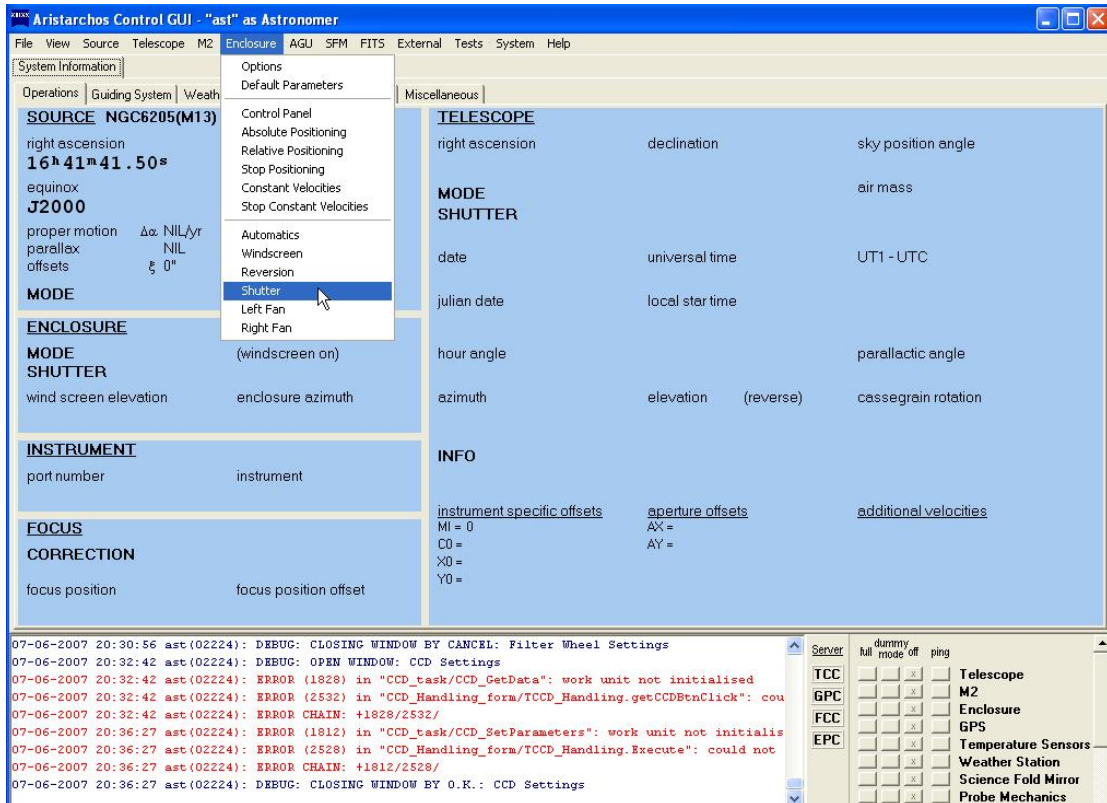 Aristarchos Control GUI - "ast" as Astronomer
File View Source Telescope M2 Enclosure AGU SFM FITS External Tests System Help
System Information
Operations Guiding System Weath Miscellaneous
Options
Default Parameters
Control Panel
Absolute Positioning
Relative Positioning
Stop Positioning
Constant Velocities
Stop Constant Velocities
Automatics
Windscreen
Reversion
Shutter
Left Fan
Right Fan
SOURCE NGC6205(M13)
right ascension
16h41m41.50s
equinox
J2000
proper motion Δα NIL/yr
parallax NIL
offsets ξ 0"
MODE
ENCLOSURE
MODE (windscreen on)
SHUTTER
wind screen elevation enclosure azimuth
INSTRUMENT
port number instrument
FOCUS
CORRECTION
focus position focus position offset
TELESCOPE
right ascension declination sky position angle
MODE air mass
SHUTTER
date universal time UT1 - UTC
julian date local star time
hour angle parallactic angle
azimuth elevation (reverse) cassegrain rotation
INFO
instrument specific offsets aperture offsets additional velocities
MI = 0 AX =
C0 = AY =
X0 =
Y0 =
07-06-2007 20:30:56 ast(02224): DEBUG: CLOSING WINDOW BY CANCEL: Filter Wheel Settings
07-06-2007 20:32:42 ast(02224): DEBUG: OPEN WINDOW: CCD Settings
07-06-2007 20:32:42 ast(02224): ERROR (1828) in "CCD_task/CCD_GetData": work unit not initialised
07-06-2007 20:32:42 ast(02224): ERROR (2532) in "CCD_Handling_form/TCCD_Handling.getCCDBtnClick": cou
07-06-2007 20:32:42 ast(02224): ERROR CHAIN: +1828/2532/
07-06-2007 20:36:27 ast(02224): ERROR (1812) in "CCD_task/CCD_SetParameters": work unit not initialis
07-06-2007 20:36:27 ast(02224): ERROR (2528) in "CCD_Handling_form/TCCD_Handling.Execute": could not
07-06-2007 20:36:27 ast(02224): ERROR CHAIN: +1812/2528/
07-06-2007 20:36:27 ast(02224): DEBUG: CLOSING WINDOW BY O.K.: CCD Settings
Server full dummy mode off ping
TCC
GPC
FCC
EPC
x Telescope
x M2
x Enclosure
x GPS
x Temperature Sensors
x Weather Station
x Science Fold Mirror
x Probe Mechanics